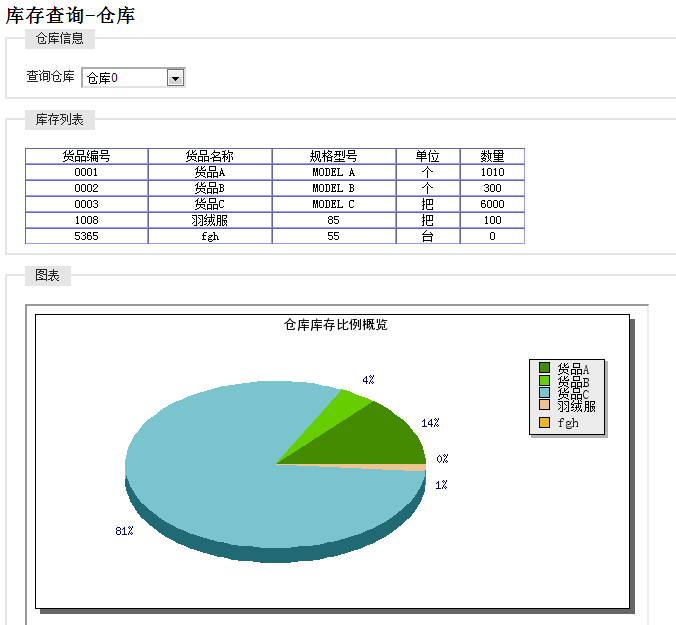 库存查询-仓库
仓库信息
查询仓库 仓库0
库存列表
货品编号 货品名称 规格型号 单位 数量
0001 货品A MODEL A 个 1010
0002 货品B MODEL B 个 300
0003 货品C MODEL C 把 6000
1008 羽绒服 85 把 100
5365 fgh 55 台 0
图表
仓库库存比例概览
货品A
货品B
货品C
羽绒服
fgh
4%
14%
0%
1%
81%